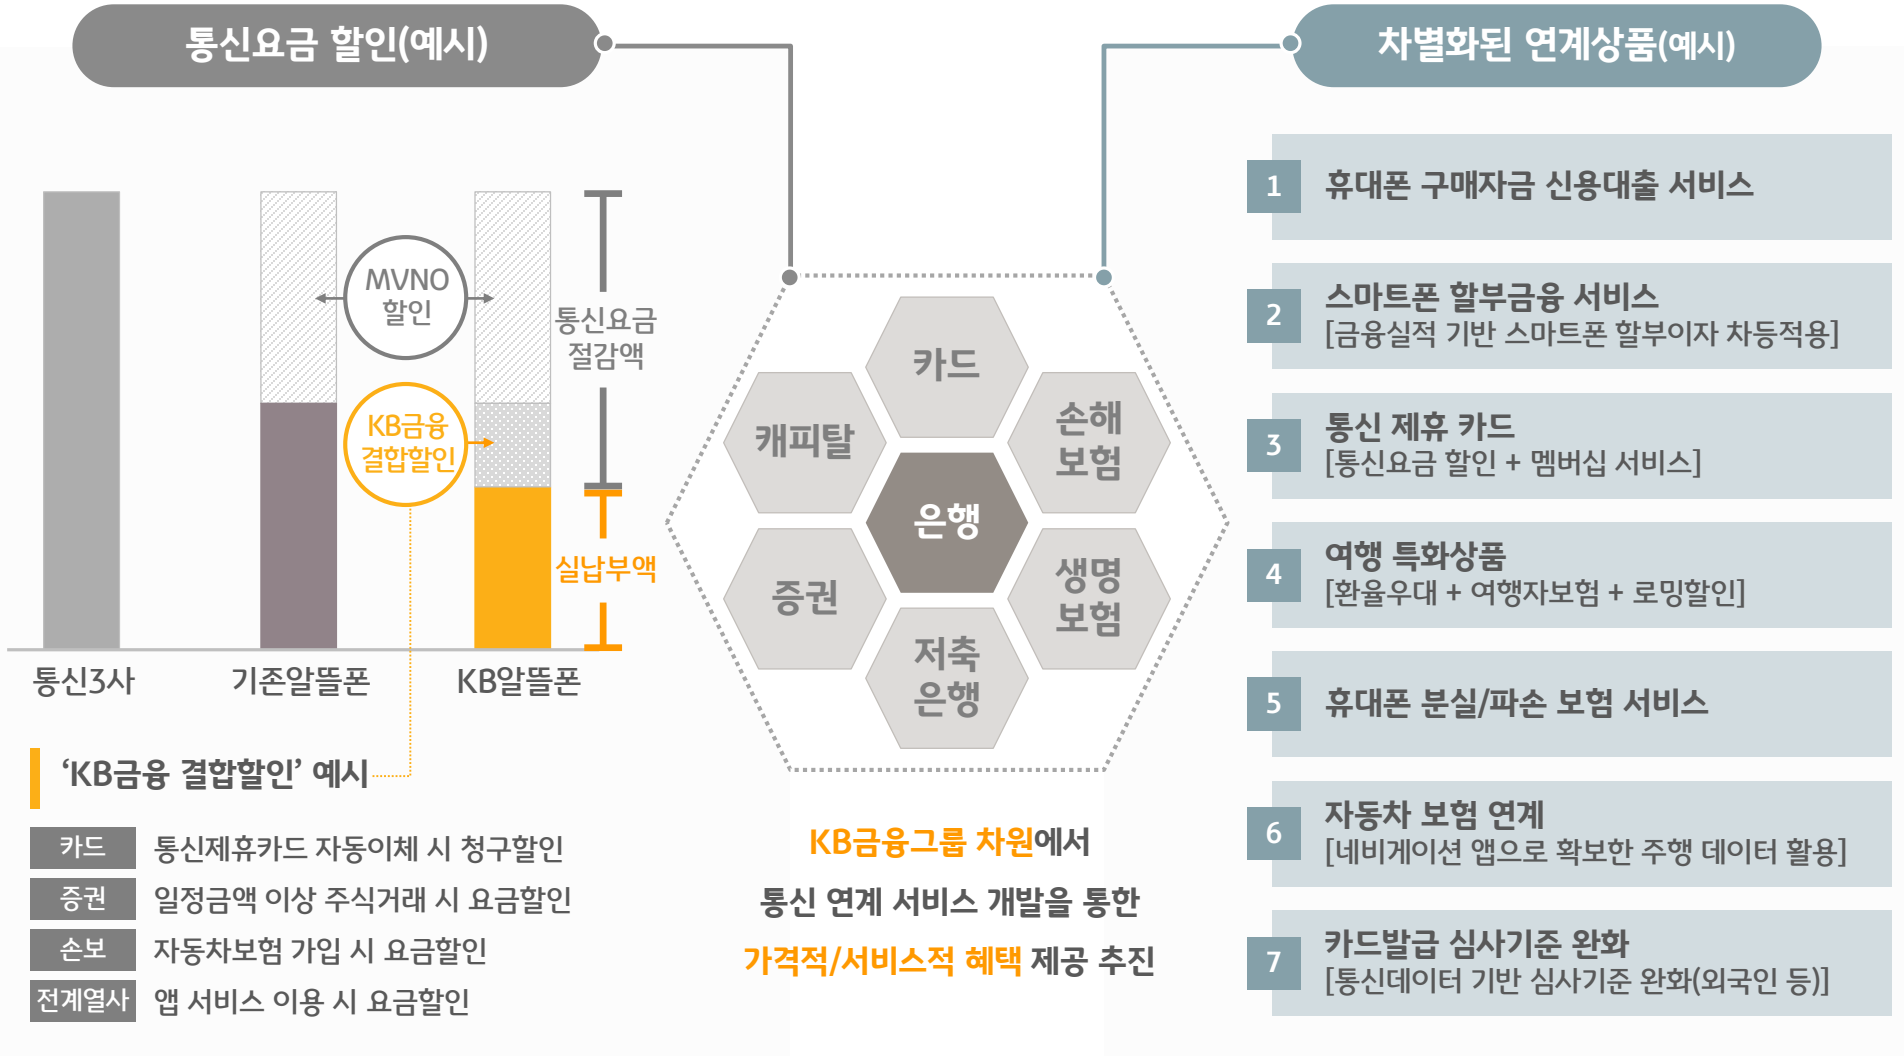 통신요금 할인(예시)
MVNO
할인
KB금융
결합할인
통신요금
절감액
실납부액
통신3사
기존알뜰폰
KB알뜰폰
‘KB금융 결합할인’ 예시
카드 통신제휴카드 자동이체 시 청구할인
증권 일정금액 이상 주식거래 시 요금할인
손보 자동차보험 가입 시 요금할인
전계열사 앱 서비스 이용 시 요금할인
카드
캐피탈
손해
보험
은행
증권
생명
보험
저축
은행
KB금융그룹 차원에서
통신 연계 서비스 개발을 통한
가격적/서비스적 혜택 제공 추진
차별화된 연계상품(예시)
1 휴대폰 구매자금 신용대출 서비스
2 스마트폰 할부금융 서비스
[금융실적 기반 스마트폰 할부이자 차등적용]
3 통신 제휴 카드
[통신요금 할인 + 멤버십 서비스]
4 여행 특화상품
[환율우대 + 여행자보험 + 로밍할인]
5 휴대폰 분실/파손 보험 서비스
6 자동차 보험 연계
[네비게이션 앱으로 확보한 주행 데이터 활용]
7 카드발급 심사기준 완화
[통신데이터 기반 심사기준 완화(외국인 등)]